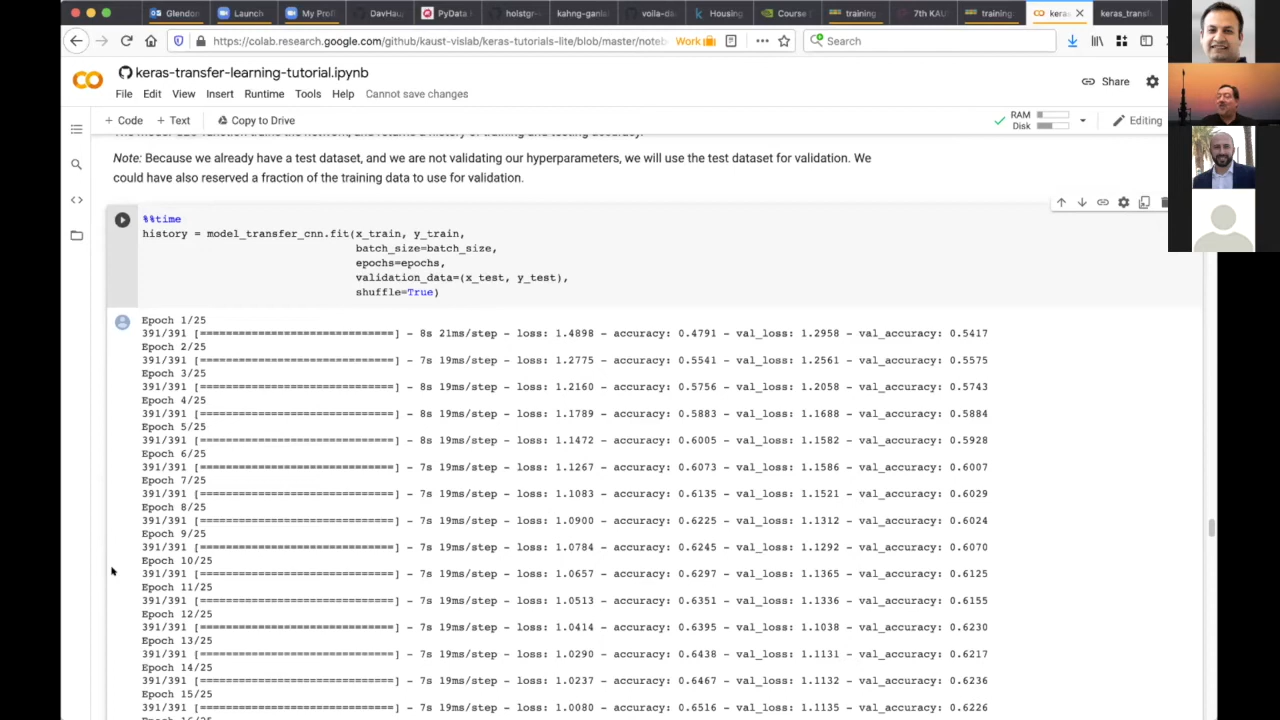 Glendon
Launch
My Profi
DavHau
PyData
holstgr-
kahng-ganlab
voila-da
Housing
Course
training
7th KAU
training
keras
keras_transf
https://colab.research.google.com/github/kaust-vislab/keras-tutorials-lite/blob/master/noteb
Work
Search
keras-transfer-learning-tutorial.ipynb
Share
File Edit View Insert Runtime Tools Help Cannot save changes
+ Code + Text Copy to Drive
RAM
Disk
Editing
Note: Because we already have a test dataset, and we are not validating our hyperparameters, we will use the test dataset for validation. We
could have also reserved a fraction of the training data to use for validation.
%%time
history = model_transfer_cnn.fit(x_train, y_train,
batch_size=batch_size,
epochs=epochs,
validation_data=(x_test, y_test),
shuffle=True)
Epoch 1/25
391/391 [==============================] - 8s 21ms/step - loss: 1.4898 - accuracy: 0.4791 - val_loss: 1.2958 - val_accuracy: 0.5417
Epoch 2/25
391/391 [==============================] - 7s 19ms/step - loss: 1.2775 - accuracy: 0.5541 - val_loss: 1.2561 - val_accuracy: 0.5575
Epoch 3/25
391/391 [==============================] - 8s 19ms/step - loss: 1.2160 - accuracy: 0.5756 - val_loss: 1.2058 - val_accuracy: 0.5743
Epoch 4/25
391/391 [==============================] - 8s 19ms/step - loss: 1.1789 - accuracy: 0.5883 - val_loss: 1.1688 - val_accuracy: 0.5884
Epoch 5/25
391/391 [==============================] - 8s 19ms/step - loss: 1.1472 - accuracy: 0.6005 - val_loss: 1.1582 - val_accuracy: 0.5928
Epoch 6/25
391/391 [==============================] - 7s 19ms/step - loss: 1.1267 - accuracy: 0.6073 - val_loss: 1.1586 - val_accuracy: 0.6007
Epoch 7/25
391/391 [==============================] - 7s 19ms/step - loss: 1.1083 - accuracy: 0.6135 - val_loss: 1.1521 - val_accuracy: 0.6029
Epoch 8/25
391/391 [==============================] - 7s 19ms/step - loss: 1.0900 - accuracy: 0.6225 - val_loss: 1.1312 - val_accuracy: 0.6024
Epoch 9/25
391/391 [==============================] - 7s 19ms/step - loss: 1.0784 - accuracy: 0.6245 - val_loss: 1.1292 - val_accuracy: 0.6070
Epoch 10/25
391/391 [==============================] - 7s 19ms/step - loss: 1.0657 - accuracy: 0.6297 - val_loss: 1.1365 - val_accuracy: 0.6125
Epoch 11/25
391/391 [==============================] - 7s 19ms/step - loss: 1.0513 - accuracy: 0.6351 - val_loss: 1.1336 - val_accuracy: 0.6155
Epoch 12/25
391/391 [==============================] - 7s 19ms/step - loss: 1.0414 - accuracy: 0.6395 - val_loss: 1.1038 - val_accuracy: 0.6230
Epoch 13/25
391/391 [==============================] - 7s 19ms/step - loss: 1.0290 - accuracy: 0.6438 - val_loss: 1.1131 - val_accuracy: 0.6217
Epoch 14/25
391/391 [==============================] - 7s 19ms/step - loss: 1.0237 - accuracy: 0.6467 - val_loss: 1.1132 - val_accuracy: 0.6236
Epoch 15/25
391/391 [==============================] - 7s 19ms/step - loss: 1.0080 - accuracy: 0.6516 - val_loss: 1.1135 - val_accuracy: 0.6226